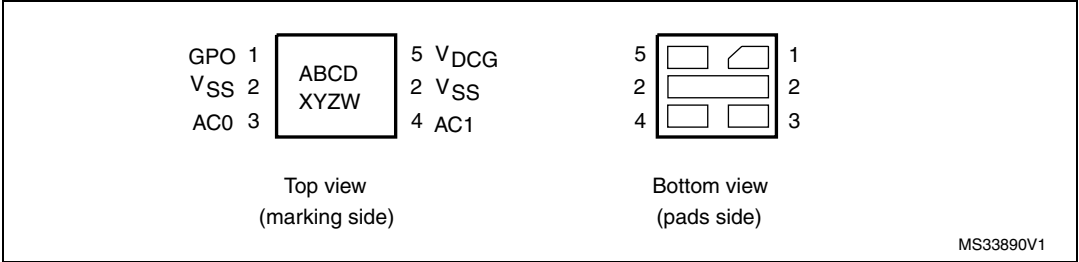 GPO 1 ABCD 5 VDCG
VSS 2 XYZW 2 VSS
AC0 3 4 AC1
Top view
(marking side)
5 1
2 2
4 3
Bottom view
(pads side)
MS33890V1